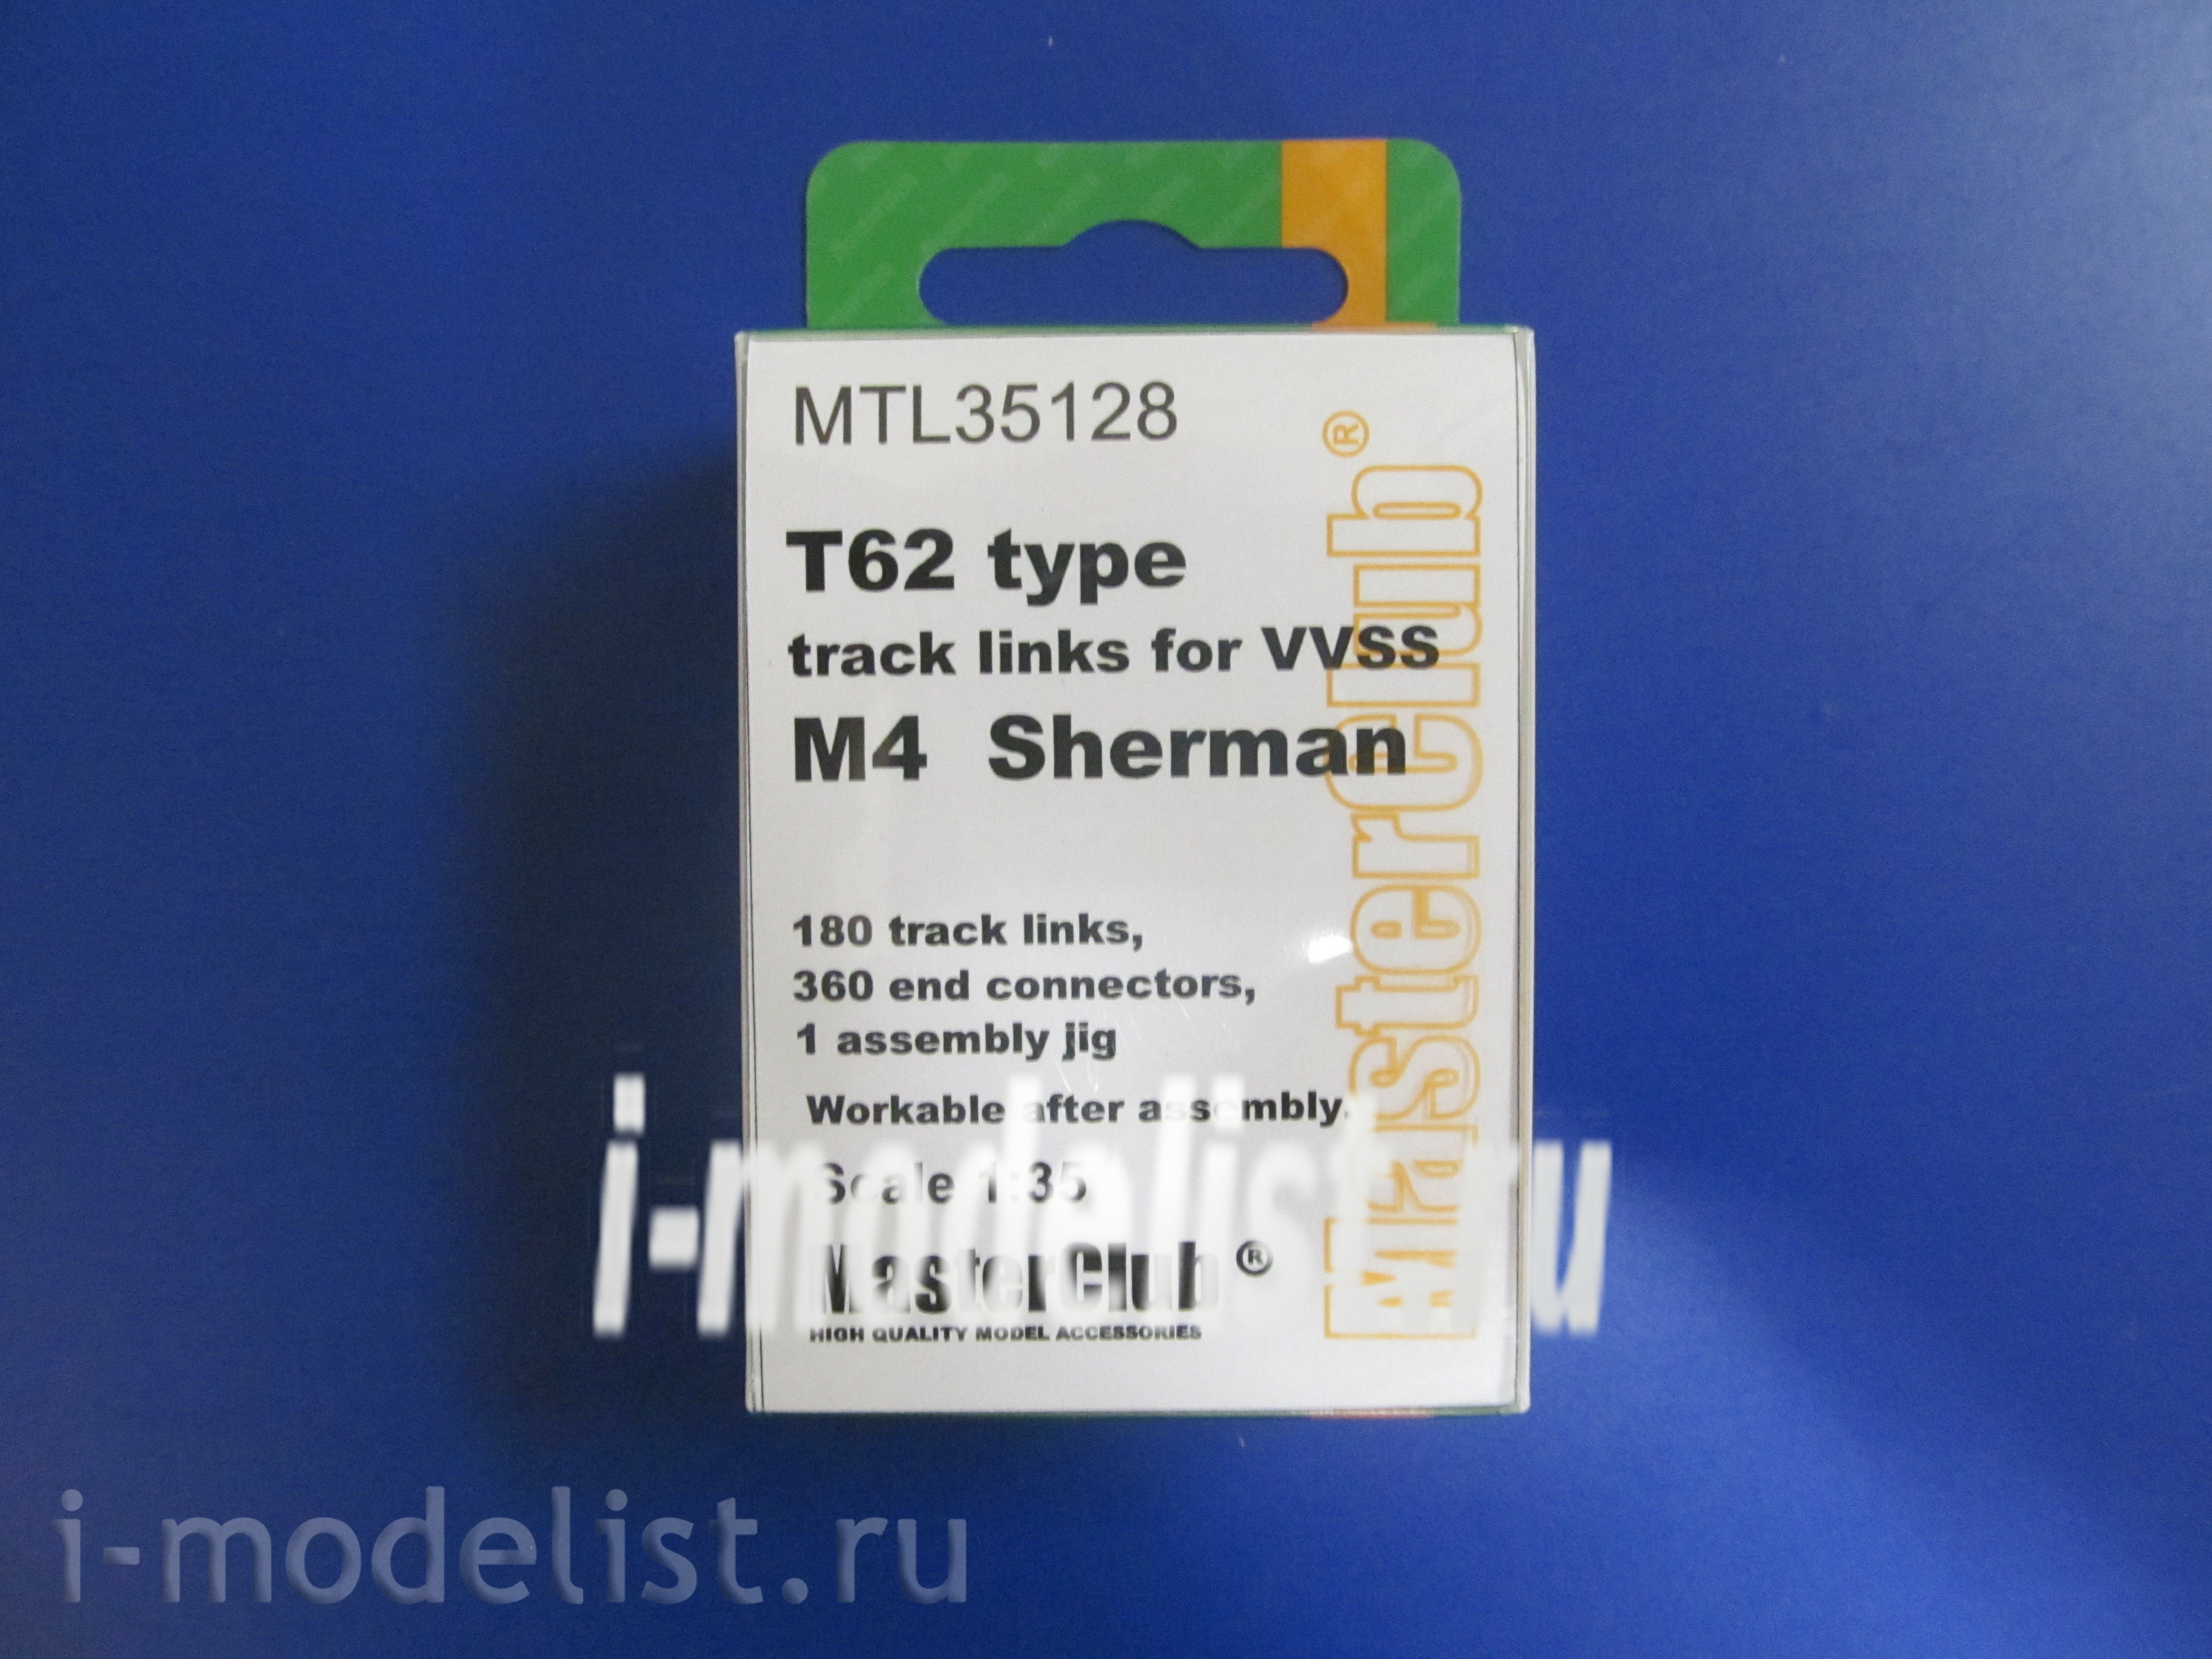 MTL35128
T62 type
track links for VVSS
M4 Sherman
180 track links,
360 end connectors,
1 assembly jig
Workable after assembly.
Scale 1:35
MasterClub ®
HIGH QUALITY MODEL ACCESSORIES
MasterClub ®
i-modelist.ru
i-modelist.ru